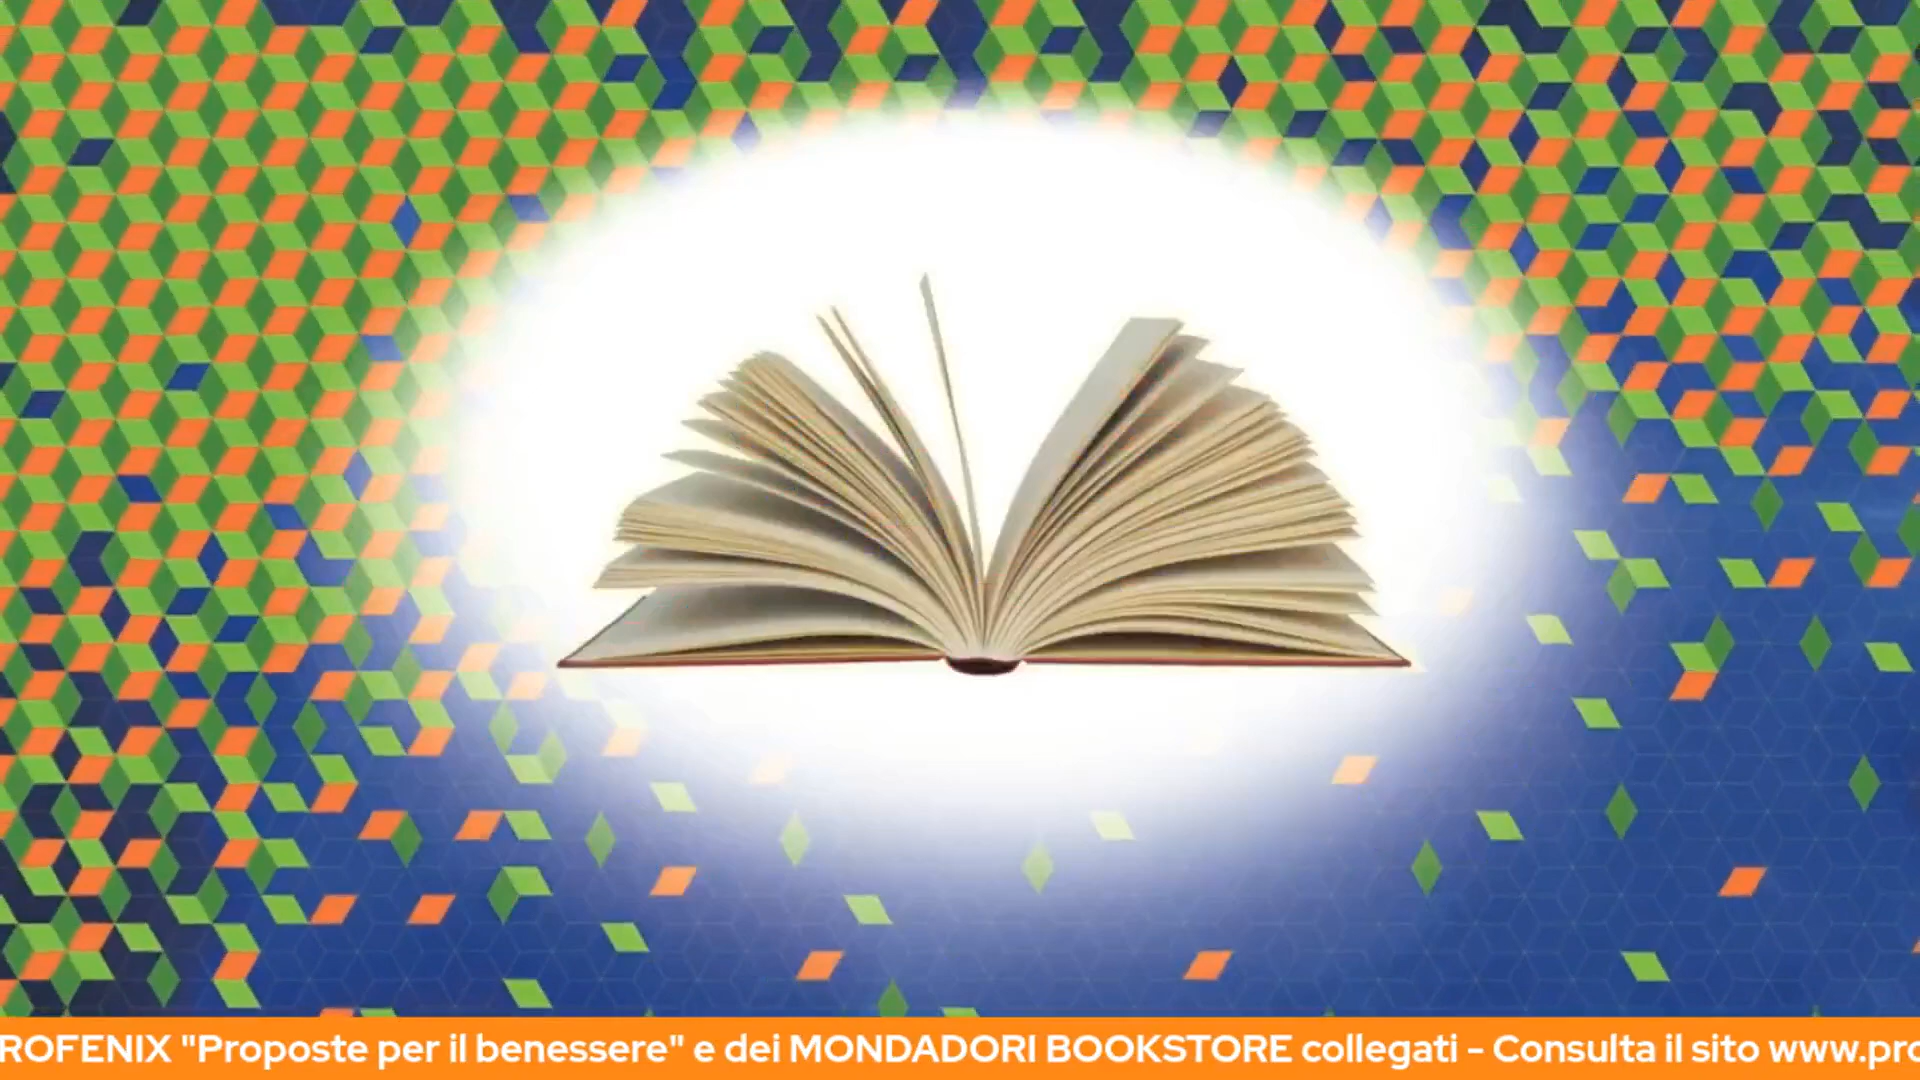 ROFENIX "Proposte per il benessere" e dei MONDADORI BOOKSTORE collegati - Consulta il sito www.pro